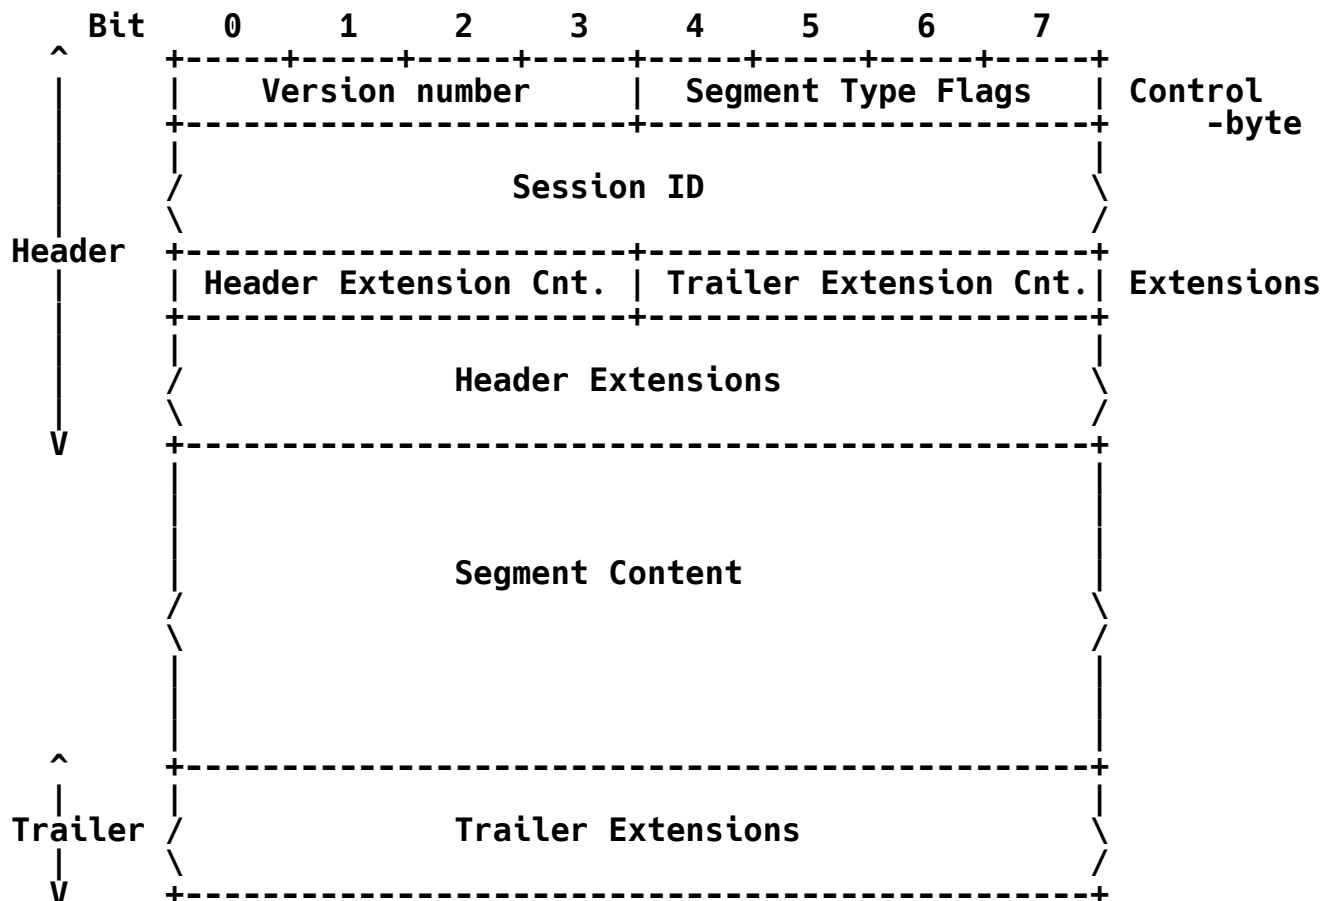 Bit 0 1 2 3 4 5 6 7
Version number Segment Type Flags Control
-byte
Session ID
Header
Header Extension Cnt. Trailer Extension Cnt. Extensions
Header Extensions
V
Segment Content
Trailer Trailer Extensions
V